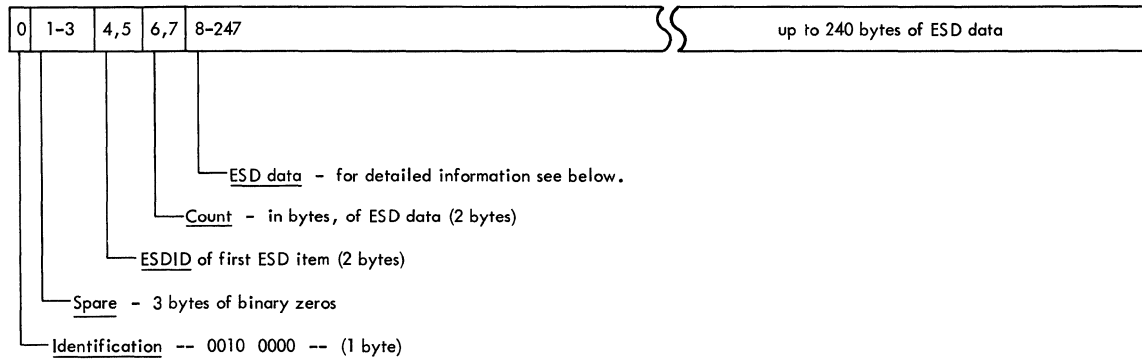 0 1-3 4,5 6,7 8-247 up to 240 bytes of ESD data
ESD data - for detailed information see below.
Count - in bytes, of ESD data (2 bytes)
ESDID of first ESD item (2 bytes)
Spare - 3 bytes of binary zeros
Identification -- 0010 0000 -- (1 byte)